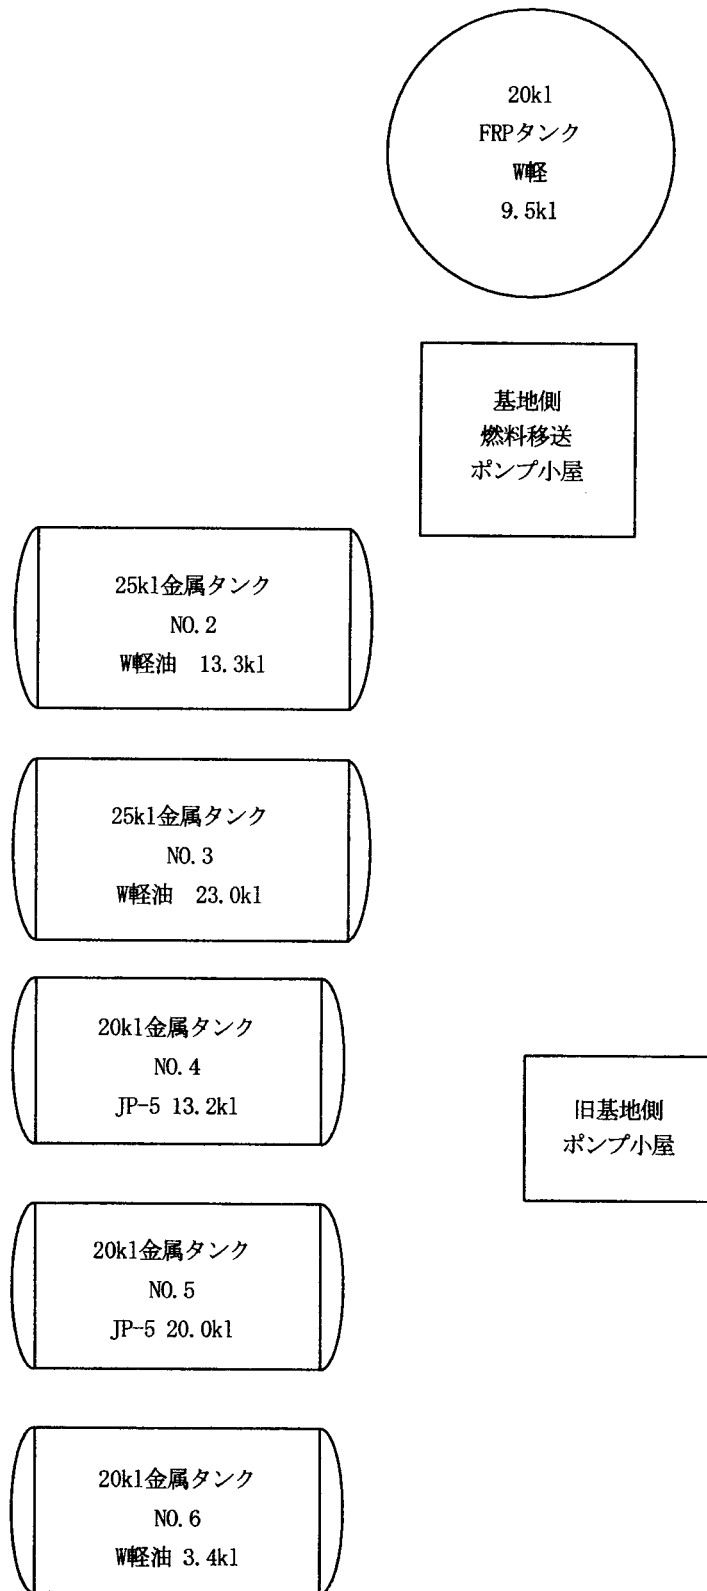 20kl
FRPタンク
W軽
9.5kl
基地側
燃料移送
ポンプ小屋
25kl金属タンク
NO.2
W軽油　13.3kl
25kl金属タンク
NO.3
W軽油　23.0kl
20kl金属タンク
NO.4
JP-5 13.2kl
旧基地側
ポンプ小屋
20kl金属タンク
NO.5
JP-5 20.0kl
20kl金属タンク
NO.6
W軽油 3.4kl